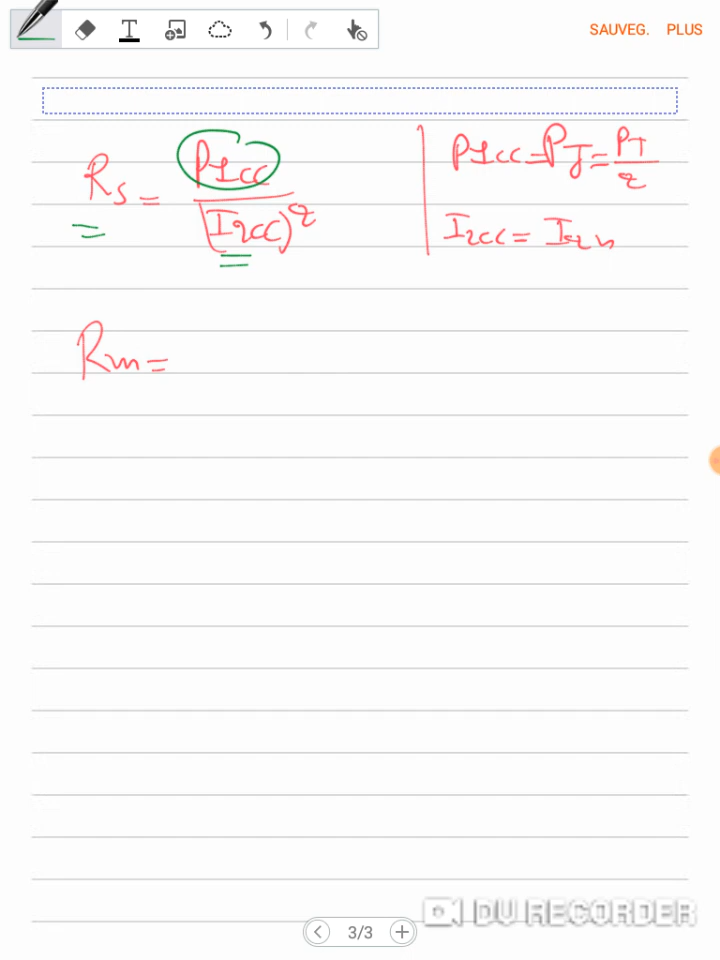 SAUVEG. PLUS
Rs = P1cc / (I2cc)²
P1cc = PJ = PT / 2
I2cc = I2n
Rm =
3/3
DU RECORDER